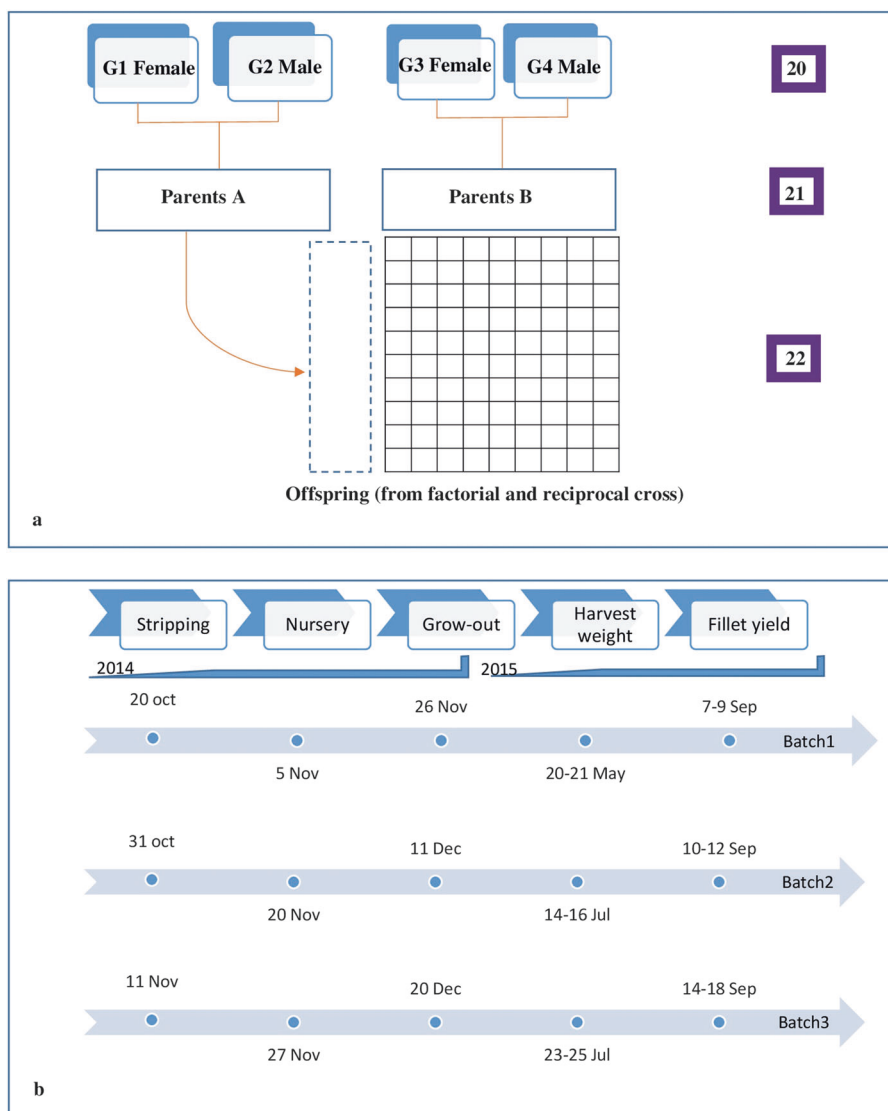 G1 Female
G2 Male
G3 Female
G4 Male
20
Parents A
Parents B
21
22
Offspring (from factorial and reciprocal cross)
a
Stripping
Nursery
Grow-out
Harvest
weight
Fillet yield
2014
2015
20 oct
26 Nov
7-9 Sep
Batch1
5 Nov
20-21 May
31 oct
11 Dec
10-12 Sep
Batch2
20 Nov
14-16 Jul
11 Nov
20 Dec
14-18 Sep
Batch3
27 Nov
23-25 Jul
b